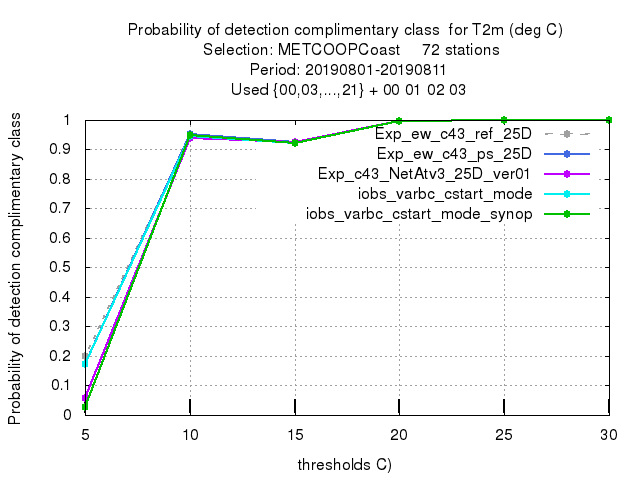 Probability of detection complimentary class  for T2m (deg C)
Selection: METCOOPCoast     72 stations
Period: 20190801-20190811
Used {00,03,...,21} + 00 01 02 03
Probability of detection complimentary class
1
0.9
0.8
0.7
0.6
0.5
0.4
0.3
0.2
0.1
0
Exp_ew_c43_ref_25D
Exp_ew_c43_ps_25D
Exp_c43_NetAtv3_25D_ver01
iobs_varbc_cstart_mode
iobs_varbc_cstart_mode_synop
5 10 15 20 25 30
thresholds C)